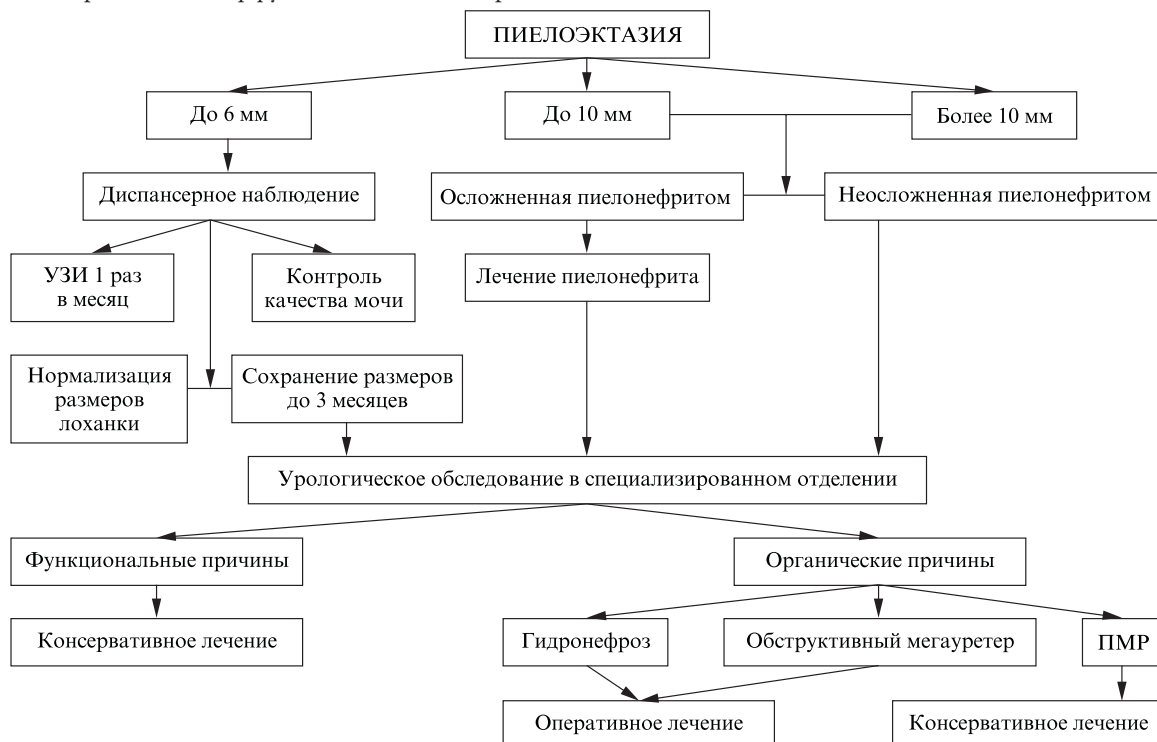 ПИЕЛОЭКТАЗИЯ
До 6 мм
До 10 мм
Более 10 мм
Диспансерное наблюдение
Осложненная пиелонефритом
Неосложненная пиелонефритом
УЗИ 1 раз
в месяц
Контроль
качества мочи
Лечение пиелонефрита
Нормализация
размеров
лоханки
Сохранение размеров
до 3 месяцев
Урологическое обследование в специализированном отделении
Функциональные причины
Органические причины
Консервативное лечение
Гидронефроз
Обструктивный мегауретер
ПМР
Оперативное лечение
Консервативное лечение